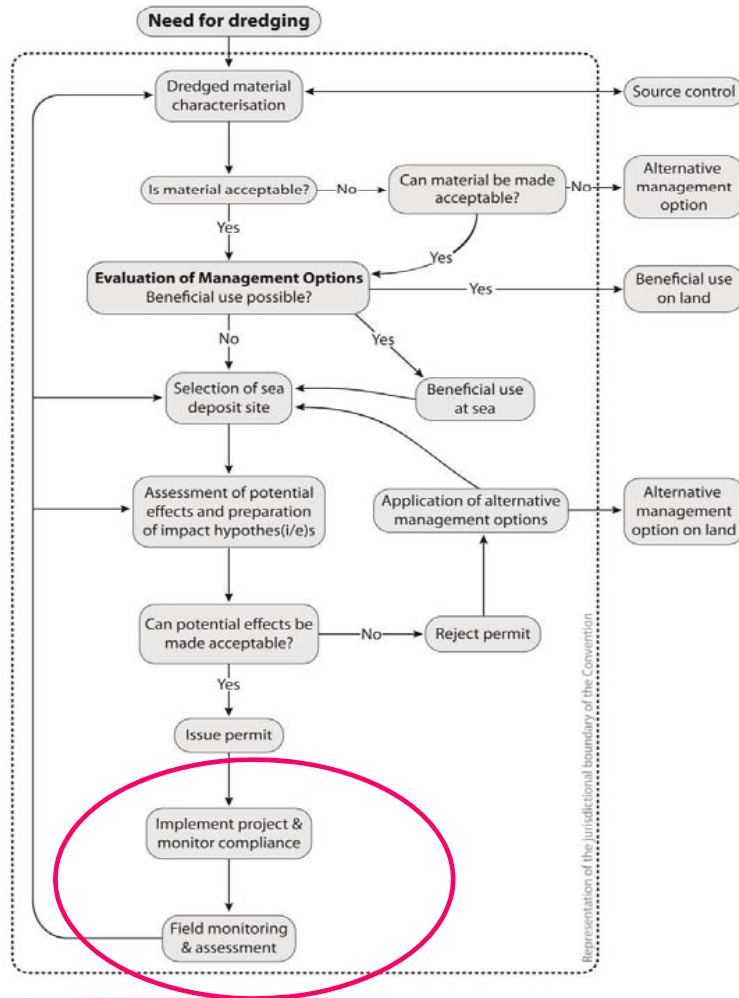 Need for dredging
Dredged material
characterisation
Source control
Is material acceptable?
No
Can material be made
acceptable?
No
Alternative
management
option
Yes
Yes
Evaluation of Management Options
Beneficial use possible?
Yes
Beneficial use
on land
No
Yes
Selection of sea
deposit site
Beneficial use
at sea
Assessment of potential
effects and preparation
of impact hypothes(i/e)s
Application of alternative
management options
Alternative
management
option on land
Can potential effects be
made acceptable?
No
Reject permit
Yes
Issue permit
Implement project &
monitor compliance
Field monitoring
& assessment
Representation of the jurisdictional boundary of the Convention